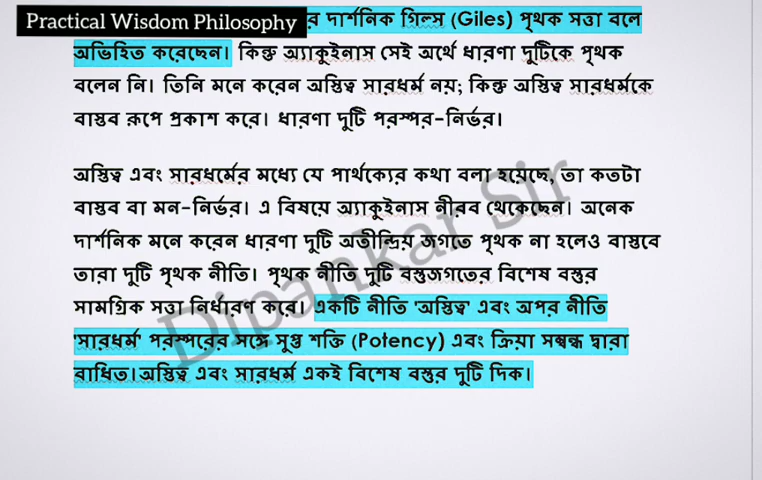 Practical Wisdom Philosophy
র দার্শনিক গিল্স (Giles) পৃথক সত্তা বলে
অভিহিত করেছেন। কিন্তু অ্যাকুইনাস সেই অর্থে ধারণা দুটিকে পৃথক
বলেন নি। তিনি মনে করেন অস্তিত্ব সারধর্ম নয়; কিন্তু অস্তিত্ব সারধর্মকে
বাস্তব রূপে প্রকাশ করে। ধারণা দুটি পরস্পর-নির্ভর।
অস্তিত্ব এবং সারধর্মের মধ্যে যে পার্থক্যের কথা বলা হয়েছে, তা কতটা
বাস্তব বা মন-নির্ভর। এ বিষয়ে অ্যাকুইনাস নীরব থেকেছেন। অনেক
দার্শনিক মনে করেন ধারণা দুটি অতীন্দ্রিয় জগতে পৃথক না হলেও বাস্তবে
তারা দুটি পৃথক নীতি। পৃথক নীতি দুটি বস্তুজগতের বিশেষ বস্তুর
সামগ্রিক সত্তা নির্ধারণ করে। একটি নীতি 'অস্তিত্ব' এবং অপর নীতি
'সারধর্ম' পরস্পরের সঙ্গে সুপ্ত শক্তি (Potency) এবং ক্রিয়া সম্বন্ধ দ্বারা
বাধিত।অস্তিত্ব এবং সারধর্ম একই বিশেষ বস্তুর দুটি দিক।
Dipankar Sir